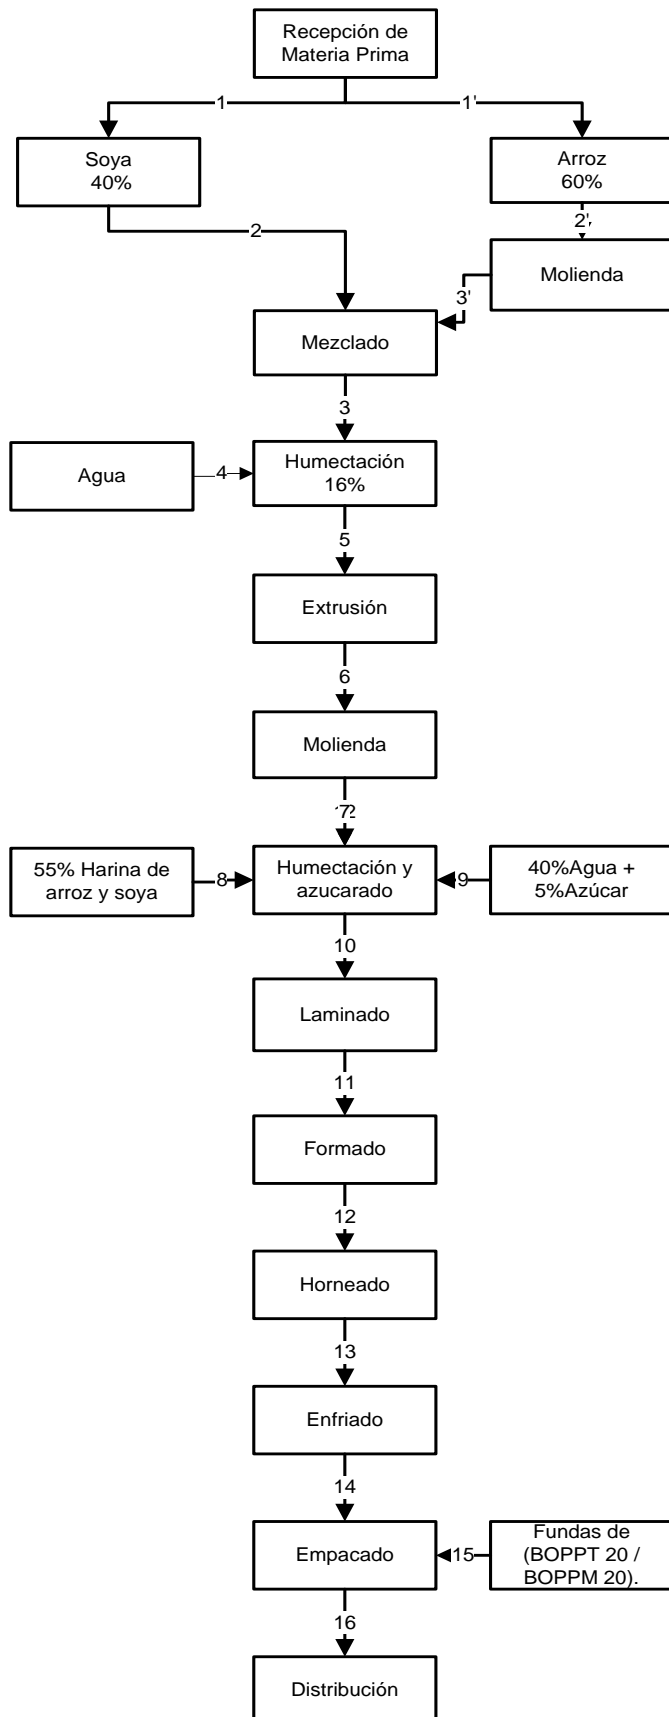 Recepción de
Materia Prima
1
1'
Soya
40%
Arroz
60%
2
2'
Molienda
3'
Mezclado
3
Agua
4
Humectación
16%
5
Extrusión
6
Molienda
55% Harina de
arroz y soya
8
Humectación y
azucarado
9
40%Agua +
5%Azúcar
10
Laminado
11
Formado
12
Horneado
13
Enfriado
14
Empacado
15
Fundas de
(BOPPT 20 /
BOPPM 20).
16
Distribución